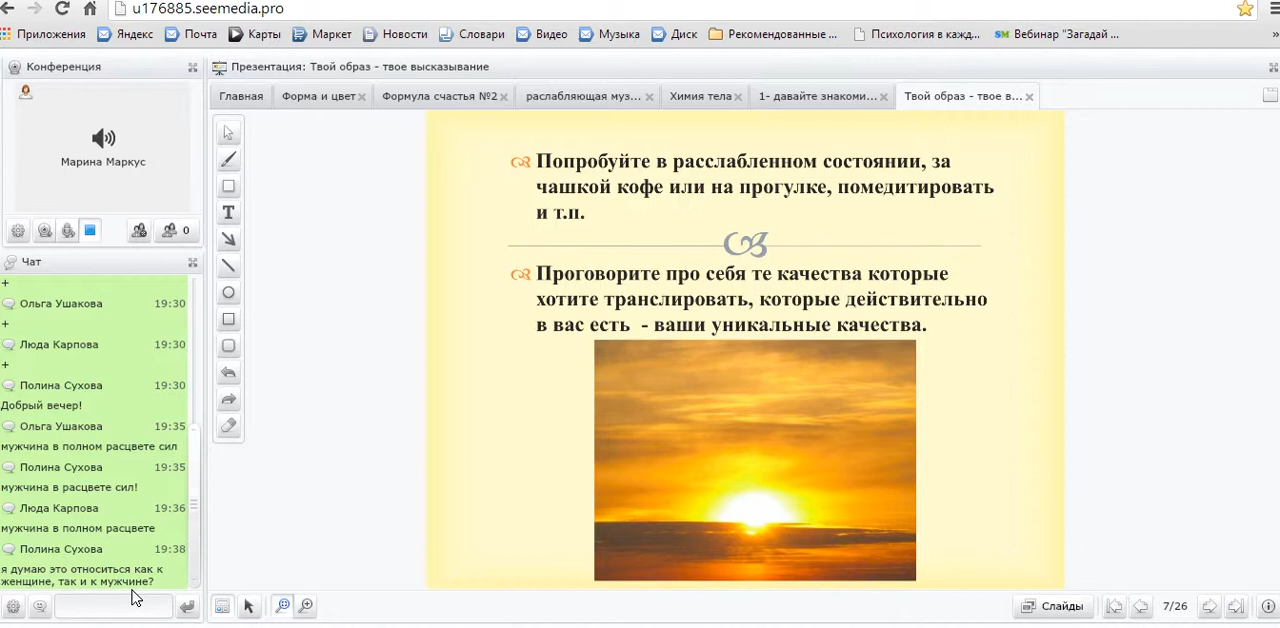 u176885.seemedia.pro
Приложения Яндекс Почта Карты Маркет Новости Словари Видео Музыка Диск Рекомендованные ... Психология в кажд... SM Вебинар "Загадай ... »
Конференция
Марина Маркус
0
Чат
+
Ольга Ушакова 19:30
+
Люда Карпова 19:30
+
Полина Сухова 19:30
Добрый вечер!
Ольга Ушакова 19:35
мужчина в полном расцвете сил
Полина Сухова 19:35
мужчина в расцвете сил!
Люда Карпова 19:36
мужчина в полном расцвете
Полина Сухова 19:38
я думаю это относиться как к
женщине, так и к мужчине?
Презентация: Твой образ - твое высказывание
Главная Форма и цвет Формула счастья №2 раслабляющая муз... Химия тела 1- давайте знакоми... Твой образ - твое в...
T
Попробуйте в расслабленном состоянии, за
чашкой кофе или на прогулке, помедитировать
и т.п.
Проговорите про себя те качества которые
хотите транслировать, которые действительно
в вас есть - ваши уникальные качества.
Слайды 7/26